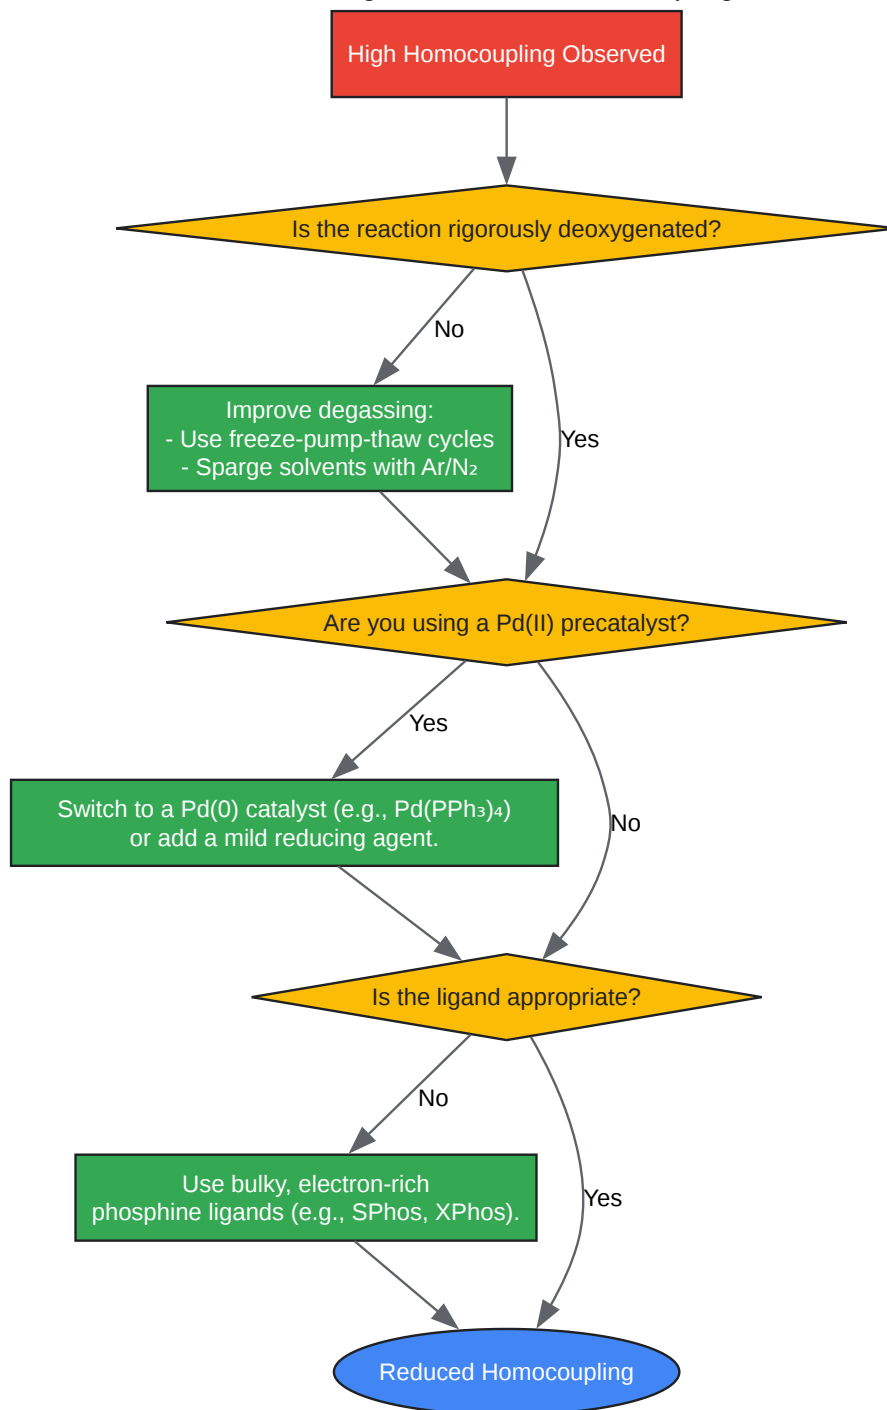 High Homocoupling Observed
Is the reaction rigorously deoxygenated?
No
Improve degassing:
- Use freeze-pump-thaw cycles
- Sparge solvents with Ar/N₂
Yes
Are you using a Pd(II) precatalyst?
Yes
Switch to a Pd(0) catalyst (e.g., Pd(PPh₃)₄)
or add a mild reducing agent.
No
Is the ligand appropriate?
No
Use bulky, electron-rich
phosphine ligands (e.g., SPhos, XPhos).
Yes
Reduced Homocoupling